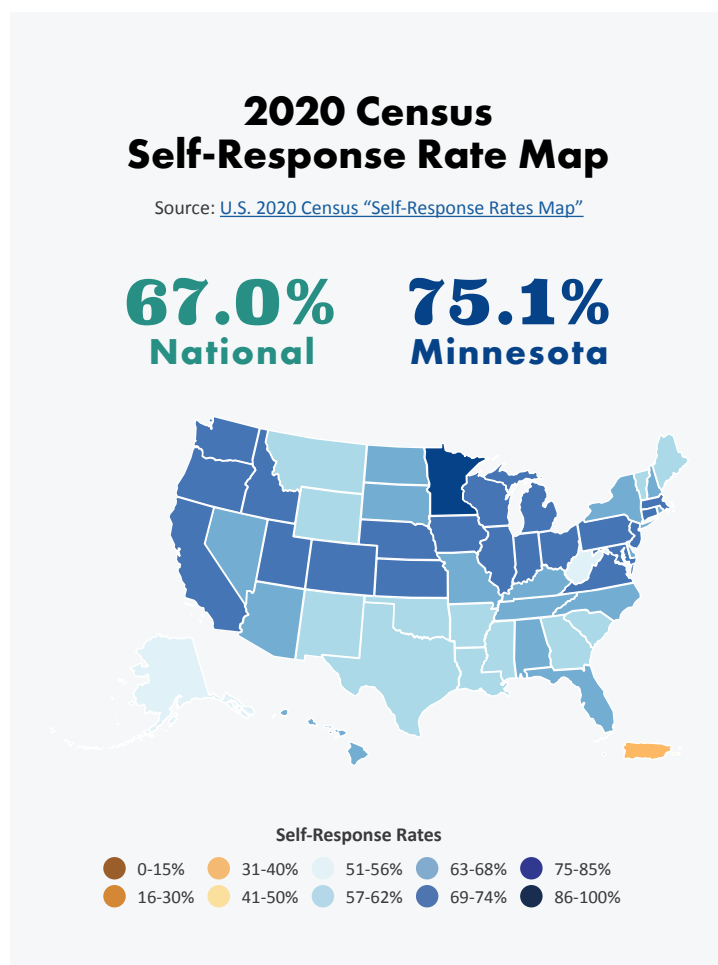 2020 Census
Self-Response Rate Map
Source: U.S. 2020 Census “Self-Response Rates Map”
67.0% 75.1%
National Minnesota
Self-Response Rates
0-15% 31-40% 51-56% 63-68% 75-85%
16-30% 41-50% 57-62% 69-74% 86-100%